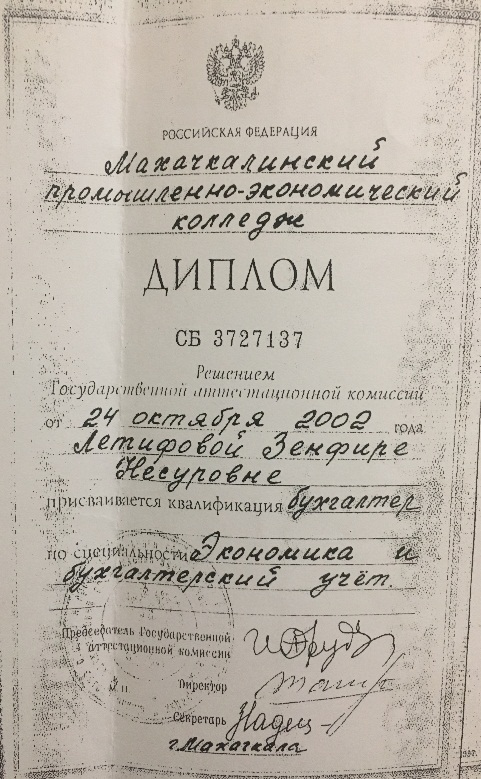 РОССИЙСКАЯ ФЕДЕРАЦИЯ
Махачкалинский
промышленно-экономический
колледж
ДИПЛОМ
СБ 3727137
Решением
Государственной аттестационной комиссии
от 24 октября 2002 года
Летифовой Зенфире
Несуровне
присваивается квалификация бухгалтер
по специальности Экономика и
бухгалтерский учёт.
Председатель Государственной
аттестационной комиссии
М.П. Директор
Секретарь
г. Махачкала